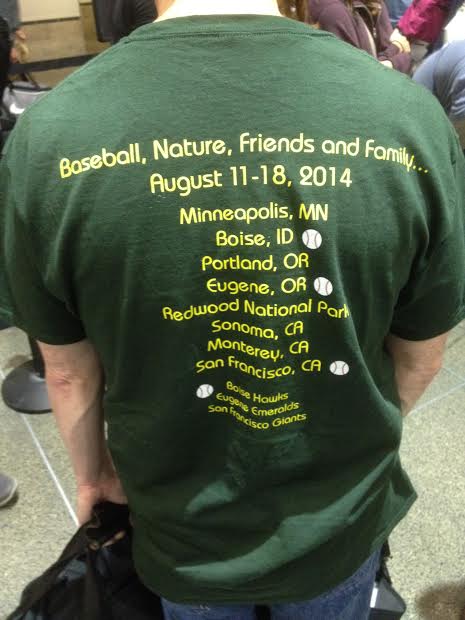 Baseball, Nature, Friends and Family...
August 11-18, 2014
Minneapolis, MN
Boise, ID
Portland, OR
Eugene, OR
Redwood National Park
Sonoma, CA
Monterey, CA
San Francisco, CA
Boise Hawks
Eugene Emeralds
San Francisco Giants